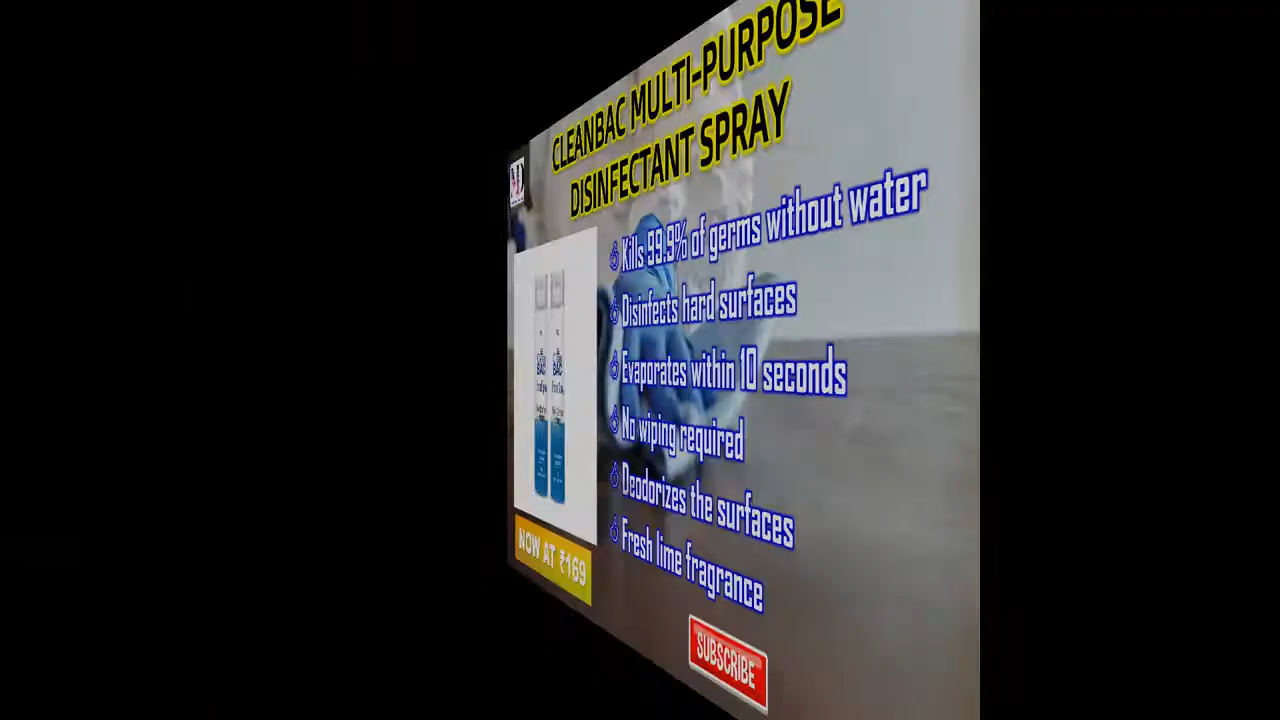 CLEANBAC MULTI-PURPOSE
DISINFECTANT SPRAY
Kills 99.9% of germs without water
Disinfects hard surfaces
Evaporates within 10 seconds
No wiping required
Deodorizes the surfaces
Fresh lime fragrance
NOW AT ₹169
SUBSCRIBE